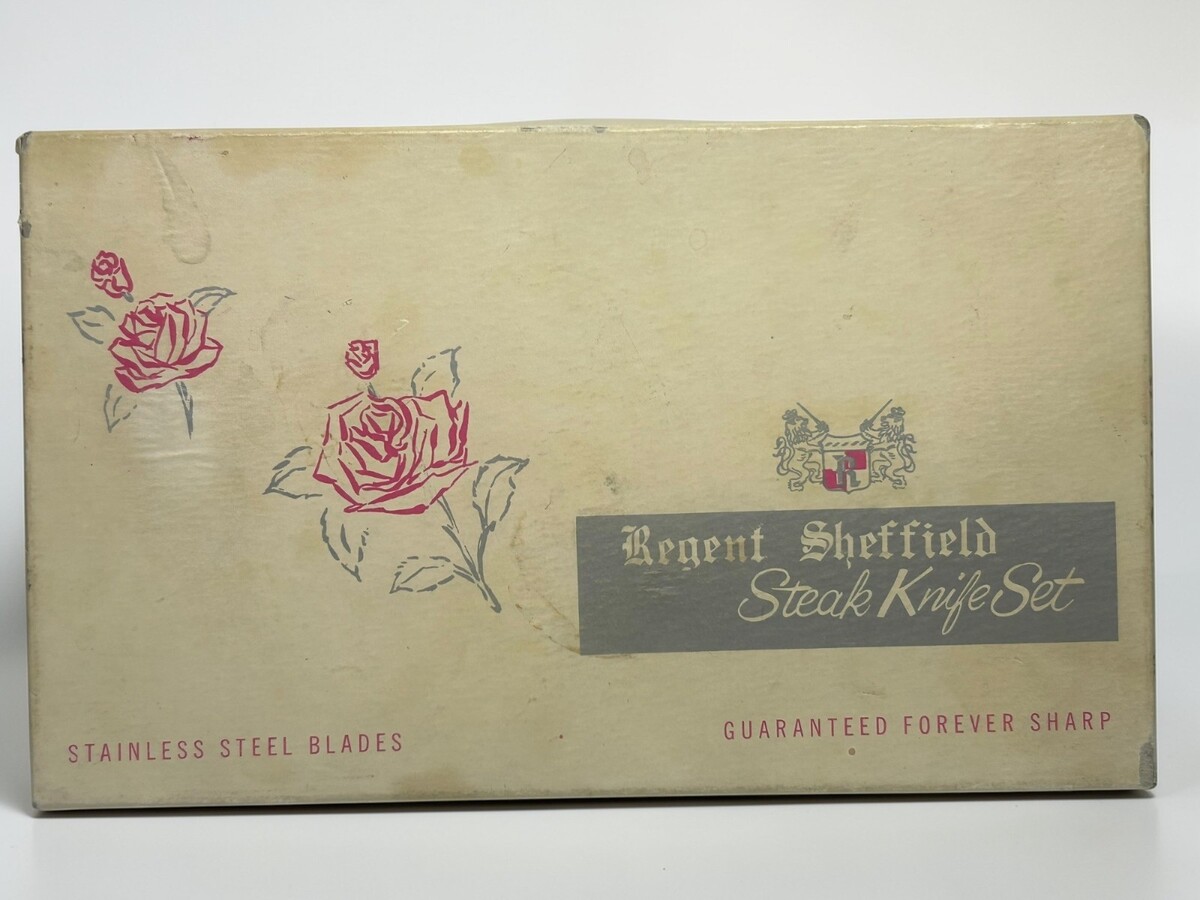 R
Regent Sheffield
Steak Knife Set
STAINLESS STEEL BLADES
GUARANTEED FOREVER SHARP